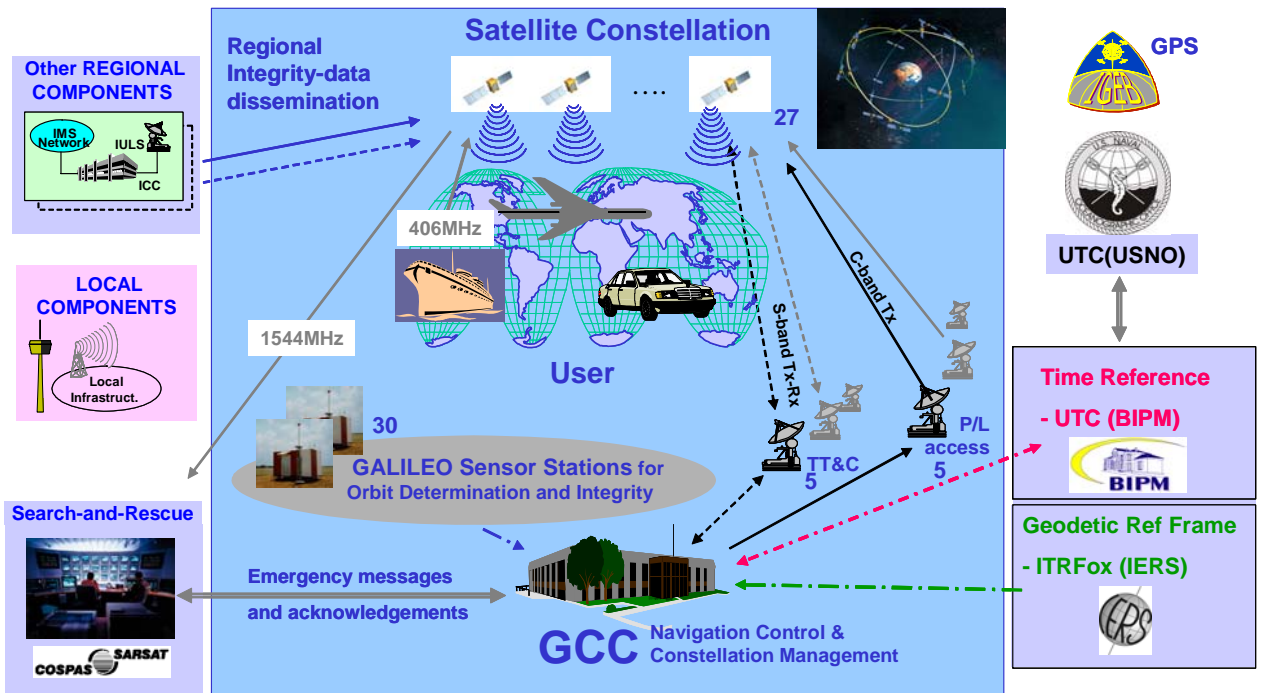 Satellite Constellation
Regional
Integrity-data
dissemination
Other REGIONAL
COMPONENTS
IMS
Network
IULS
ICC
....
27
GPS
IGEB
U.S. NAVAL
UTC(USNO)
406MHz
LOCAL
COMPONENTS
Local
Infrastruct.
1544MHz
User
C-band Tx
S-band Tx-Rx
30
GALILEO Sensor Stations for
Orbit Determination and Integrity
TT&C
5
P/L
access
5
Time Reference
- UTC (BIPM)
BIPM
Geodetic Ref Frame
- ITRFox (IERS)
IERS
Search-and-Rescue
COSPAS SARSAT
Emergency messages
and acknowledgements
GCC
Navigation Control &
Constellation Management